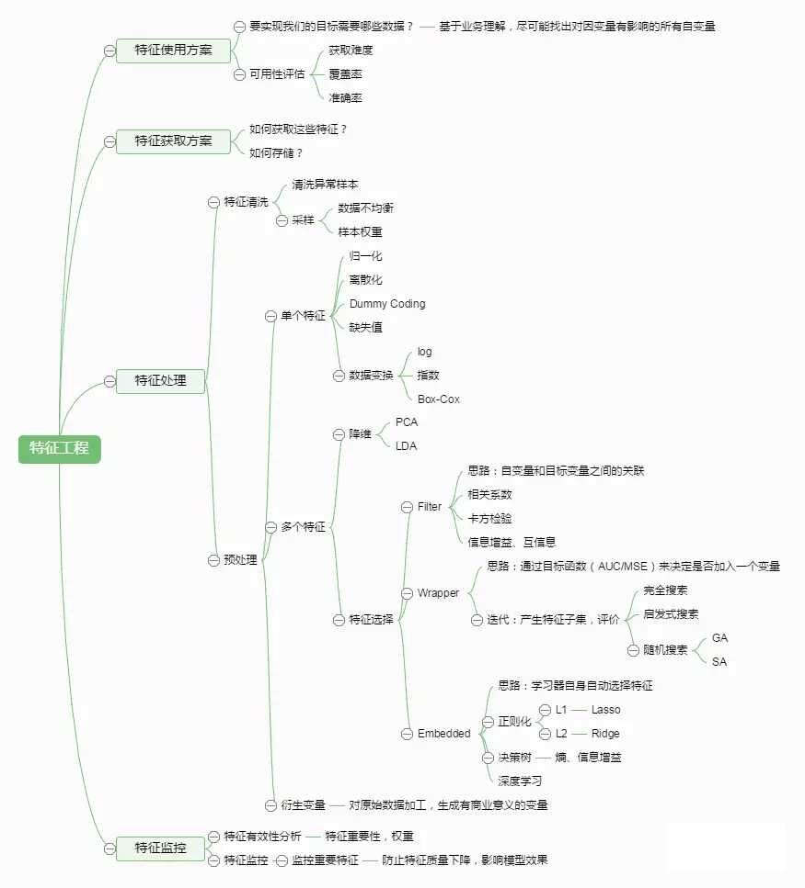 要实现我们的目标需要哪些数据？ 基于业务理解，尽可能找出对因变量有影响的所有自变量
特征使用方案
获取难度
可用性评估
覆盖率
准确率
特征获取方案
如何获取这些特征？
如何存储？
清洗异常样本
特征清洗
采样
数据不均衡
样本权重
归一化
离散化
Dummy Coding
单个特征
缺失值
log
数据变换
指数
Box-Cox
特征处理
PCA
降维
LDA
特征工程
思路：自变量和目标变量之间的关联
相关系数
Filter
卡方检验
多个特征
信息增益、互信息
预处理
思路：通过目标函数（AUC/MSE）来决定是否加入一个变量
完全搜索
Wrapper
启发式搜索
特征选择
迭代：产生特征子集，评价
GA
随机搜索
SA
思路：学习器自身自动选择特征
L1 Lasso
正则化
L2 Ridge
Embedded
决策树 熵、信息增益
深度学习
衍生变量 对原始数据加工，生成有商业意义的变量
特征有效性分析 特征重要性，权重
特征监控
特征监控 监控重要特征 防止特征质量下降，影响模型效果